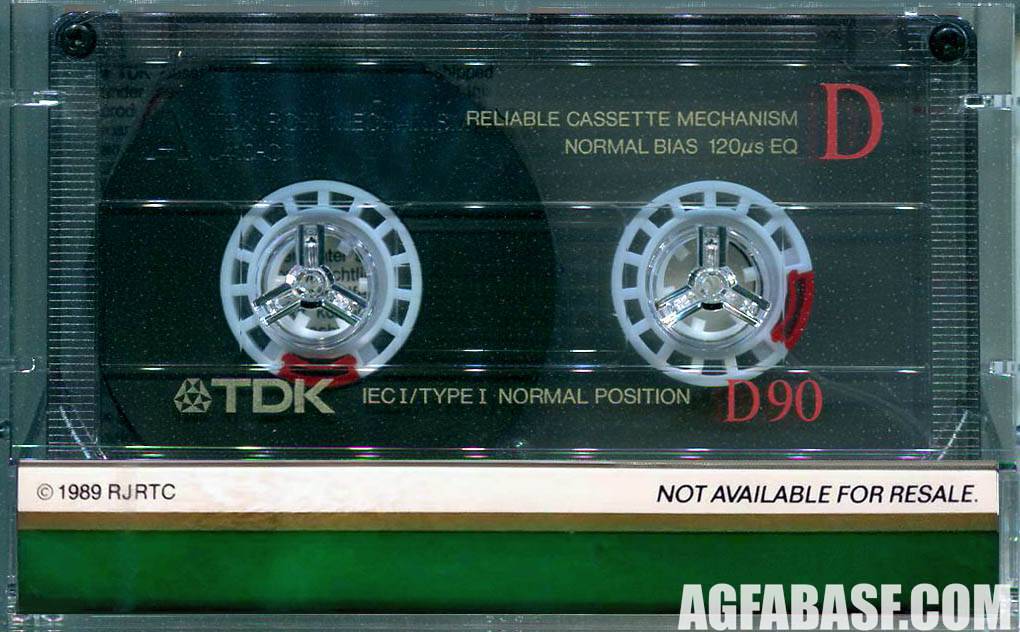 RELIABLE CASSETTE MECHANISM D
NORMAL BIAS 120µs EQ
TDK IEC I/TYPE I NORMAL POSITION D90
© 1989 RJRTC NOT AVAILABLE FOR RESALE.
AGFABASF.COM